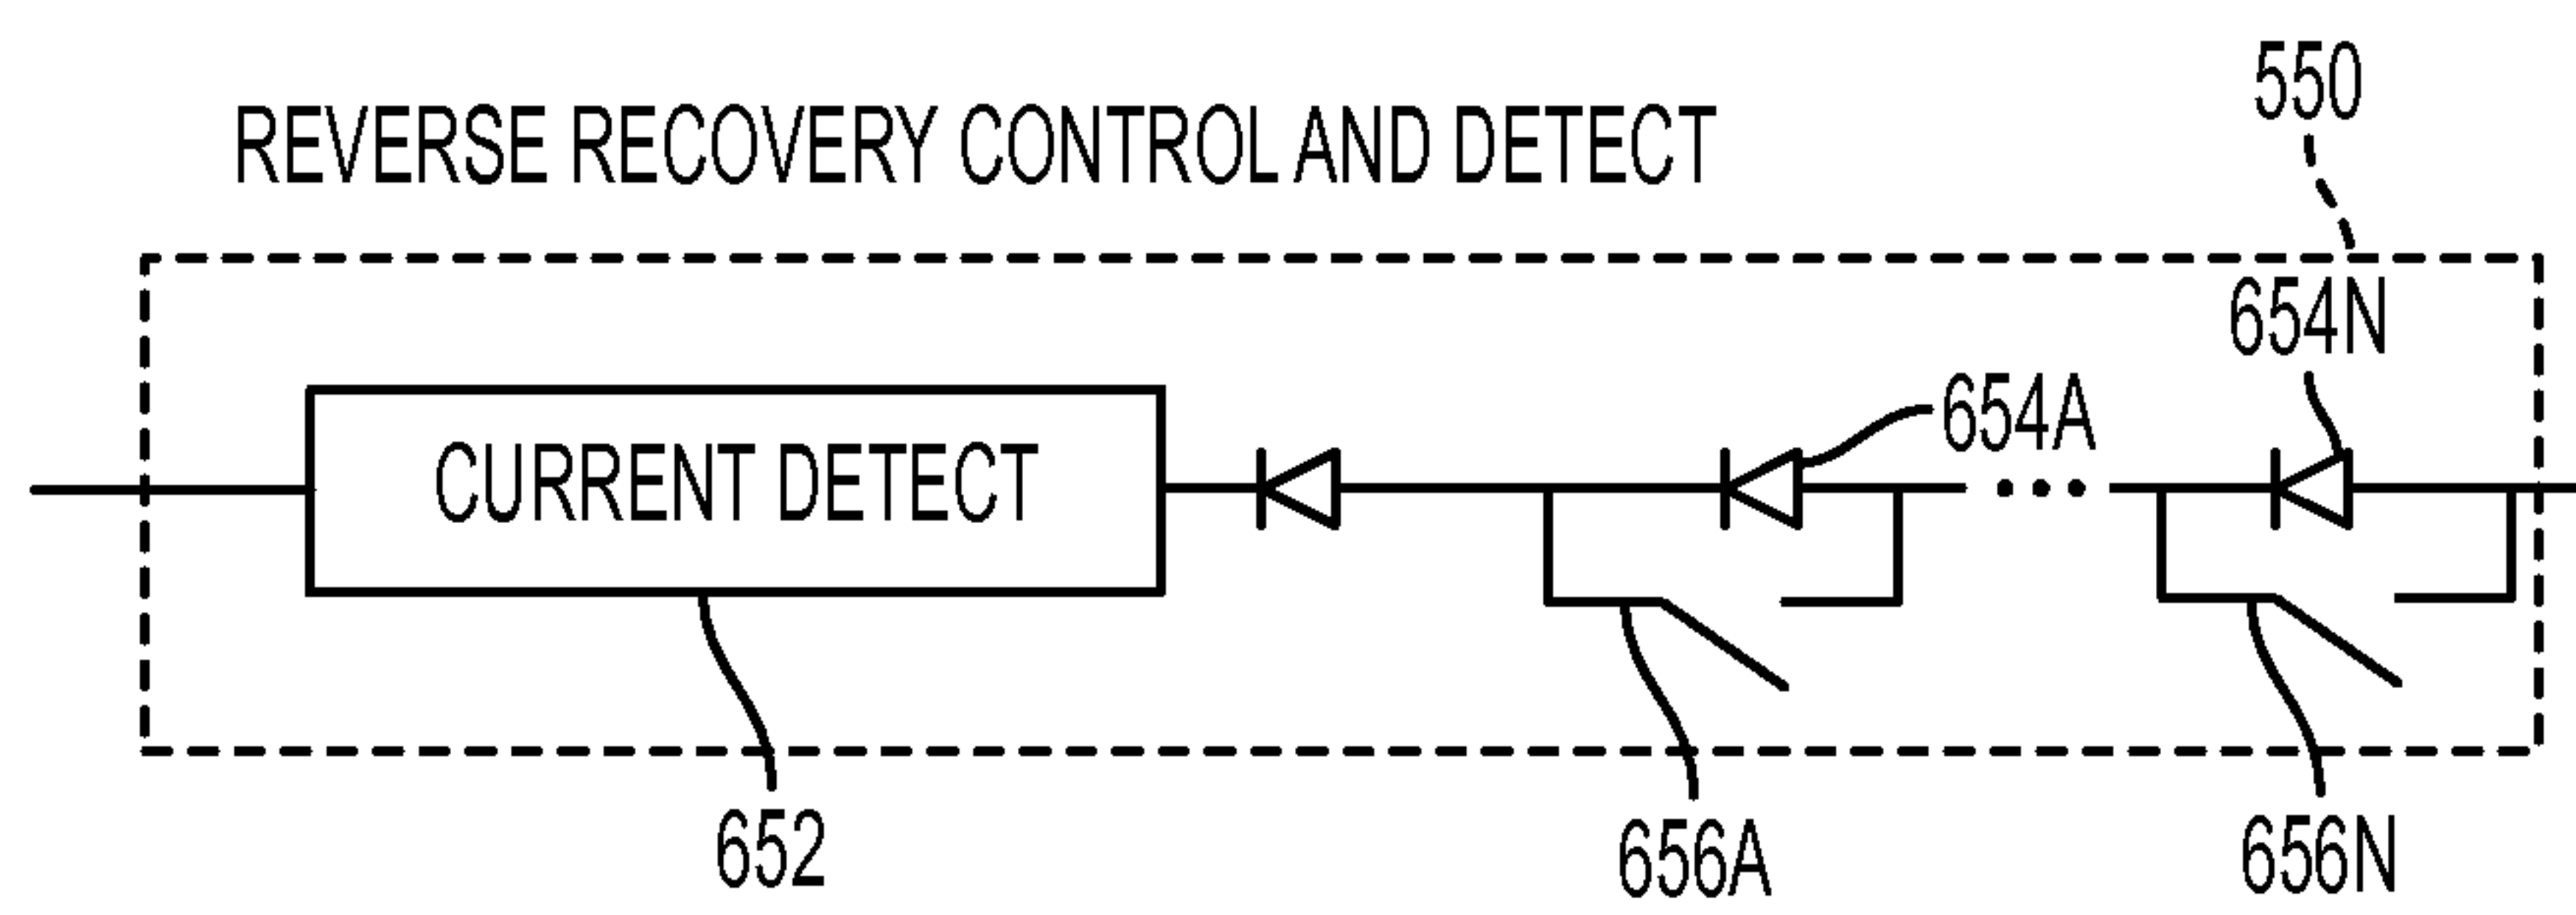 550
REVERSE RECOVERY CONTROL AND DETECT
654N
654A
CURRENT DETECT
652
656A
656N